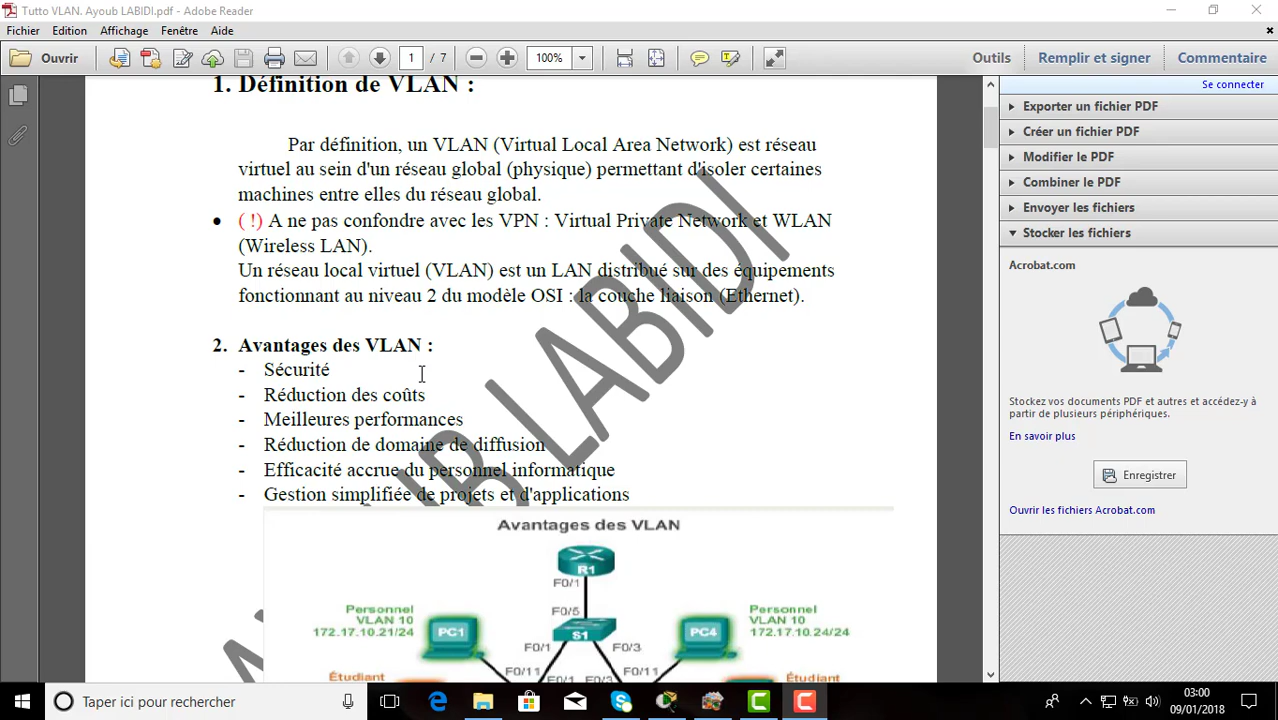 Tutto VLAN. Ayoub LABIDI.pdf - Adobe Reader
Fichier Edition Affichage Fenêtre Aide
Ouvrir 1 / 7 100% Outils Remplir et signer Commentaire
Se connecter
1. Définition de VLAN :
Par définition, un VLAN (Virtual Local Area Network) est réseau
virtuel au sein d'un réseau global (physique) permettant d'isoler certaines
machines entre elles du réseau global.
• ( !) A ne pas confondre avec les VPN : Virtual Private Network et WLAN
(Wireless LAN).
Un réseau local virtuel (VLAN) est un LAN distribué sur des équipements
fonctionnant au niveau 2 du modèle OSI : la couche liaison (Ethernet).
2. Avantages des VLAN :
- Sécurité
- Réduction des coûts
- Meilleures performances
- Réduction de domaine de diffusion
- Efficacité accrue du personnel informatique
- Gestion simplifiée de projets et d'applications
Avantages des VLAN
R1
F0/1
F0/5
S1
Personnel
VLAN 10
172.17.10.21/24
PC1
PC4
Personnel
VLAN 10
172.17.10.24/24
F0/1 F0/3
F0/11 F0/1 F0/3 F0/11
Étudiant Étudiant
LABIDI
Exporter un fichier PDF
Créer un fichier PDF
Modifier le PDF
Combiner le PDF
Envoyer les fichiers
Stocker les fichiers
Acrobat.com
Stockez vos documents PDF et autres et accédez-y à
partir de plusieurs périphériques.
En savoir plus
Enregistrer
Ouvrir les fichiers Acrobat.com
Taper ici pour rechercher
03:00
09/01/2018